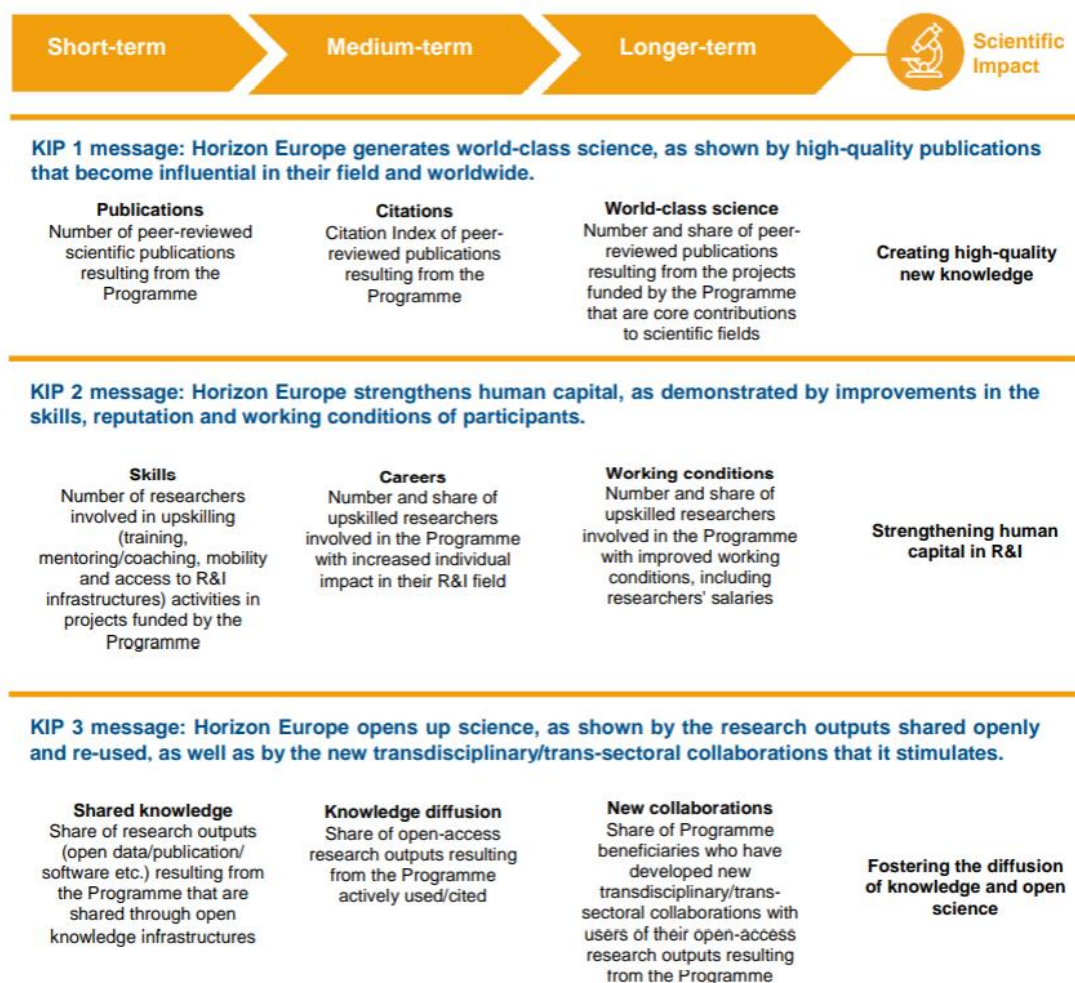 Short-term
Medium-term
Longer-term
Scientific
Impact
KIP 1 message: Horizon Europe generates world-class science, as shown by high-quality publications
that become influential in their field and worldwide.
Publications
Number of peer-reviewed
scientific publications
resulting from the
Programme
Citations
Citation Index of peer-
reviewed publications
resulting from the
Programme
World-class science
Number and share of peer-
reviewed publications
resulting from the projects
funded by the Programme
that are core contributions
to scientific fields
Creating high-quality
new knowledge
KIP 2 message: Horizon Europe strengthens human capital, as demonstrated by improvements in the
skills, reputation and working conditions of participants.
Skills
Number of researchers
involved in upskilling
(training,
mentoring/coaching, mobility
and access to R&I
infrastructures) activities in
projects funded by the
Programme
Careers
Number and share of
upskilled researchers
involved in the Programme
with increased individual
impact in their R&I field
Working conditions
Number and share of
upskilled researchers
involved in the Programme
with improved working
conditions, including
researchers' salaries
Strengthening human
capital in R&I
KIP 3 message: Horizon Europe opens up science, as shown by the research outputs shared openly
and re-used, as well as by the new transdisciplinary/trans-sectoral collaborations that it stimulates.
Shared knowledge
Share of research outputs
(open data/publication/
software etc.) resulting from
the Programme that are
shared through open
knowledge infrastructures
Knowledge diffusion
Share of open-access
research outputs resulting
from the Programme
actively used/cited
New collaborations
Share of Programme
beneficiaries who have
developed new
transdisciplinary/trans-
sectoral collaborations with
users of their open-access
research outputs resulting
from the Programme
Fostering the diffusion
of knowledge and open
science